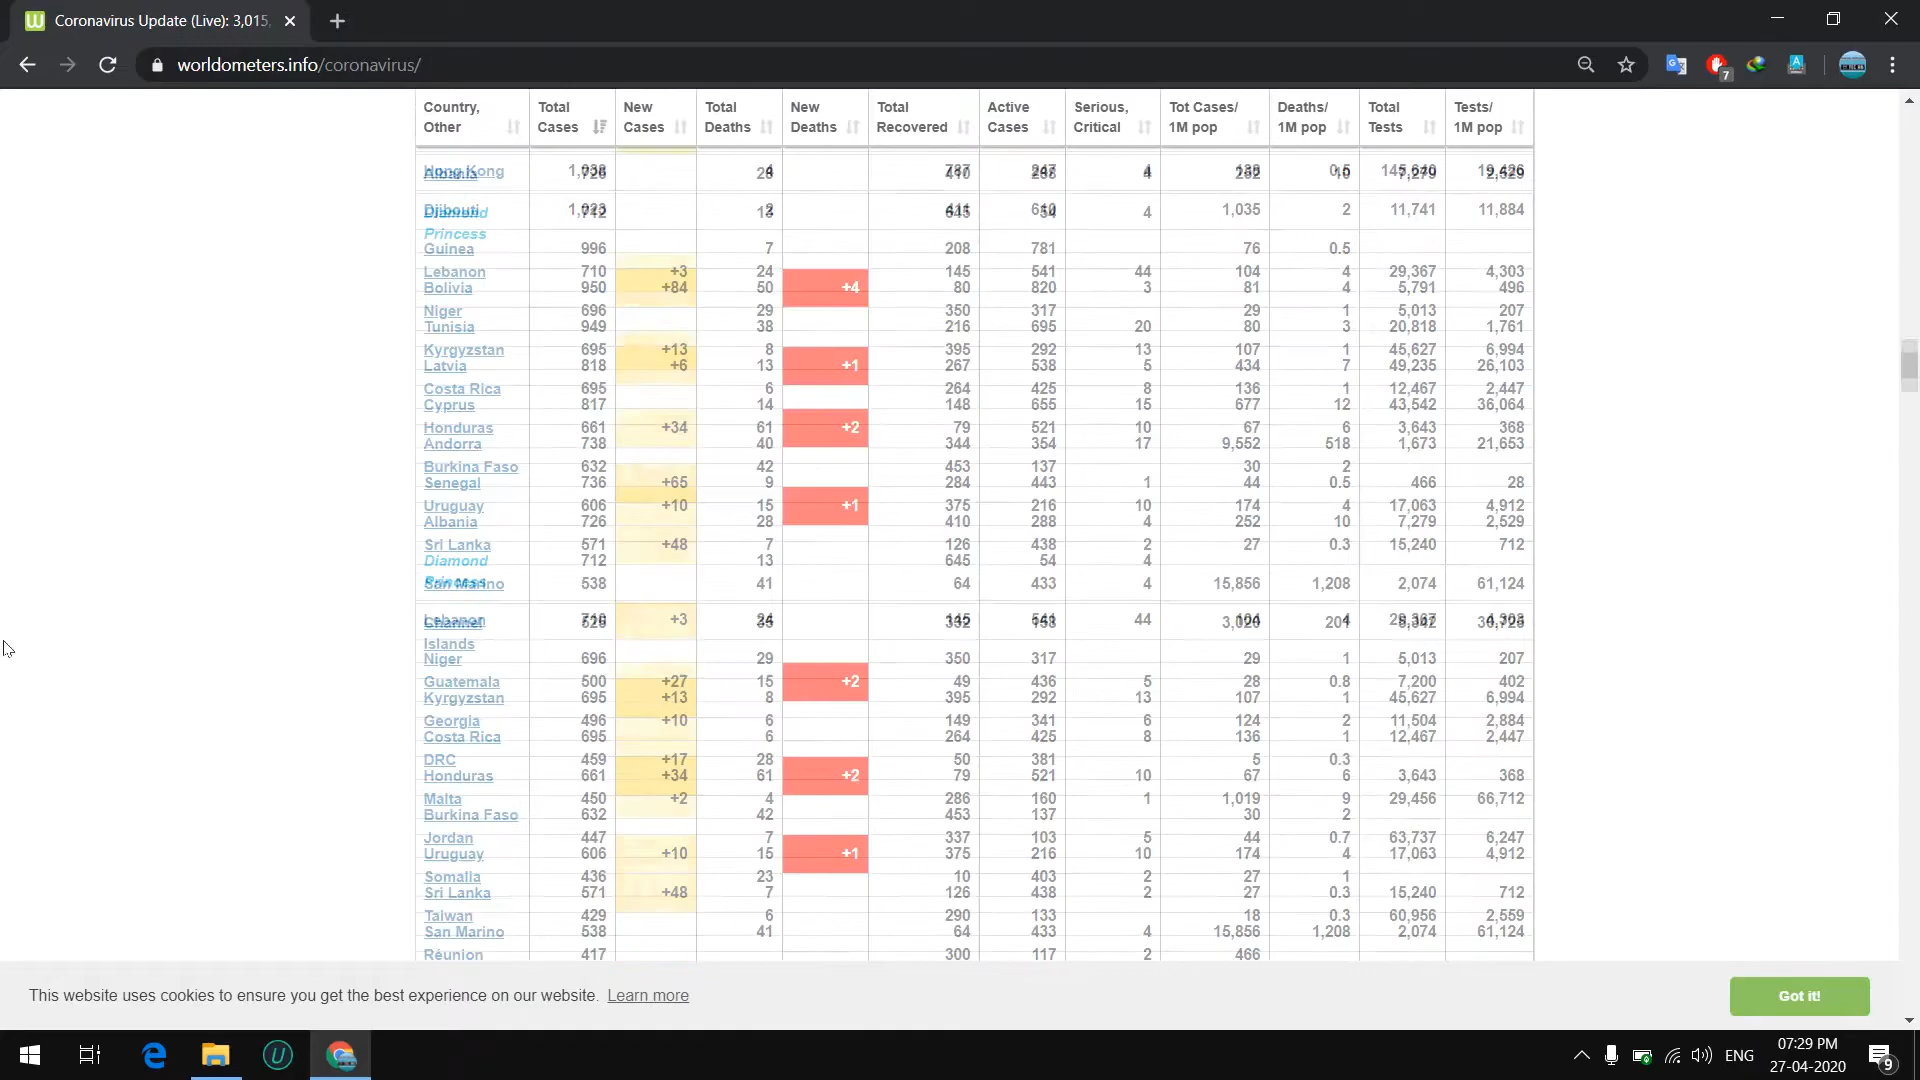 Coronavirus Update (Live): 3,015,
worldometers.info/coronavirus/
7
Country, Other Total Cases New Cases Total Deaths New Deaths Total Recovered Active Cases Serious, Critical Tot Cases/ 1M pop Deaths/ 1M pop Total Tests Tests/ 1M pop
Hong Kong 4
Albania
Djibouti 4 1,035 2 11,741 11,884
Diamond
Princess
Guinea 996 7 208 781 76 0.5
Lebanon 710 +3 24 145 541 44 104 4 29,367 4,303
Bolivia 950 +84 50 +4 80 820 3 81 4 5,791 496
Niger 696 29 350 317 29 1 5,013 207
Tunisia 949 38 216 695 20 80 3 20,818 1,761
Kyrgyzstan 695 +13 8 395 292 13 107 1 45,627 6,994
Latvia 818 +6 13 +1 267 538 5 434 7 49,235 26,103
Costa Rica 695 6 264 425 8 136 1 12,467 2,447
Cyprus 817 14 148 655 15 677 12 43,542 36,064
Honduras 661 +34 61 +2 79 521 10 67 6 3,643 368
Andorra 738 40 344 354 17 9,552 518 1,673 21,653
Burkina Faso 632 42 453 137 30 2
Senegal 736 +65 9 284 443 1 44 0.5 466 28
Uruguay 606 +10 15 +1 375 216 10 174 4 17,063 4,912
Albania 726 28 410 288 4 252 10 7,279 2,529
Sri Lanka 571 +48 7 126 438 2 27 0.3 15,240 712
Diamond 712 13 645 54 4
San Marino 538 41 64 433 4 15,856 1,208 2,074 61,124
Lebanon +3 44
Channel
Islands
Niger 696 29 350 317 29 1 5,013 207
Guatemala 500 +27 15 +2 49 436 5 28 0.8 7,200 402
Kyrgyzstan 695 +13 8 395 292 13 107 1 45,627 6,994
Georgia 496 +10 6 149 341 6 124 2 11,504 2,884
Costa Rica 695 6 264 425 8 136 1 12,467 2,447
DRC 459 +17 28 50 381 5 0.3
Honduras 661 +34 61 +2 79 521 10 67 6 3,643 368
Malta 450 +2 4 286 160 1 1,019 9 29,456 66,712
Burkina Faso 632 42 453 137 30 2
Jordan 447 7 337 103 5 44 0.7 63,737 6,247
Uruguay 606 +10 15 +1 375 216 10 174 4 17,063 4,912
Somalia 436 23 10 403 2 27 1
Sri Lanka 571 +48 7 126 438 2 27 0.3 15,240 712
Taiwan 429 6 290 133 18 0.3 60,956 2,559
San Marino 538 41 64 433 4 15,856 1,208 2,074 61,124
Réunion 417 300 117 2 466
This website uses cookies to ensure you get the best experience on our website. Learn more
Got it!
ENG
07:29 PM
27-04-2020
9